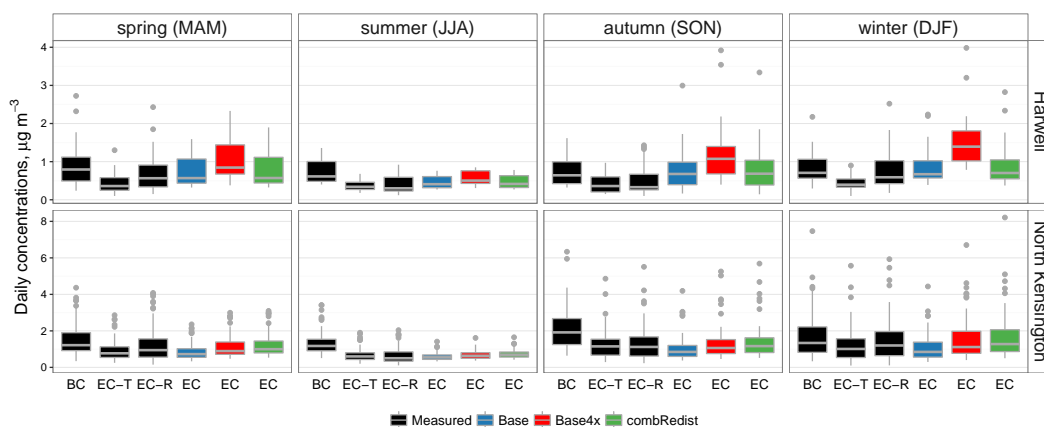 spring (MAM) summer (JJA) autumn (SON) winter (DJF)
Daily concentrations, µg m⁻³
4
3
2
1
0
Harwell
8
6
4
2
0
North Kensington
BC EC−T EC−R EC EC EC BC EC−T EC−R EC EC EC BC EC−T EC−R EC EC EC BC EC−T EC−R EC EC EC
Measured Base Base4x combRedist